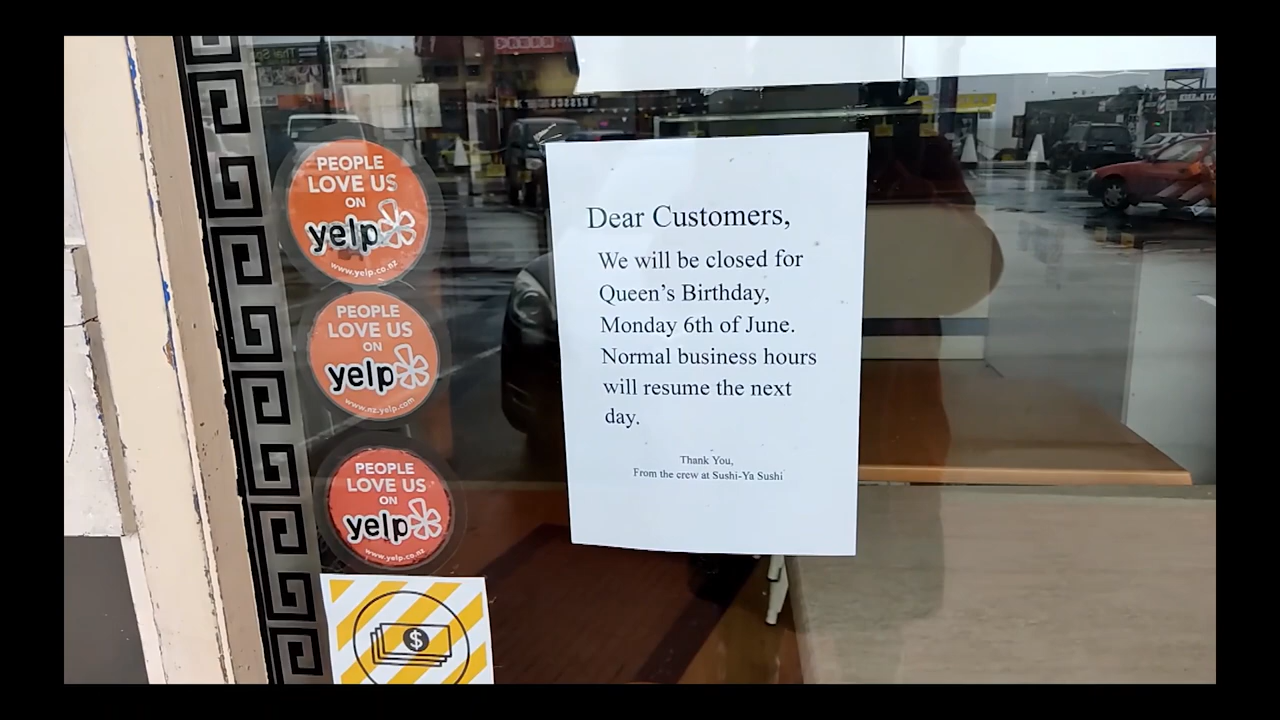 PEOPLE
LOVE US
ON
yelp
www.yelp.co.nz
PEOPLE
LOVE US
ON
yelp
www.nz.yelp.com
PEOPLE
LOVE US
ON
yelp
www.yelp.co.nz
$
Dear Customers,
We will be closed for
Queen's Birthday,
Monday 6th of June.
Normal business hours
will resume the next
day.
Thank You,
From the crew at Sushi-Ya Sushi